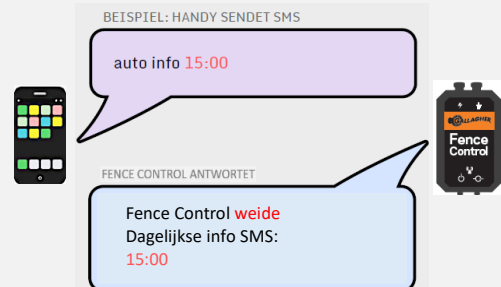 BEISPIEL: HANDY SENDET SMS
auto info 15:00
GALLAGHER
Fence
Control
FENCE CONTROL ANTWORTET
Fence Control weide
Dagelijkse info SMS:
15:00